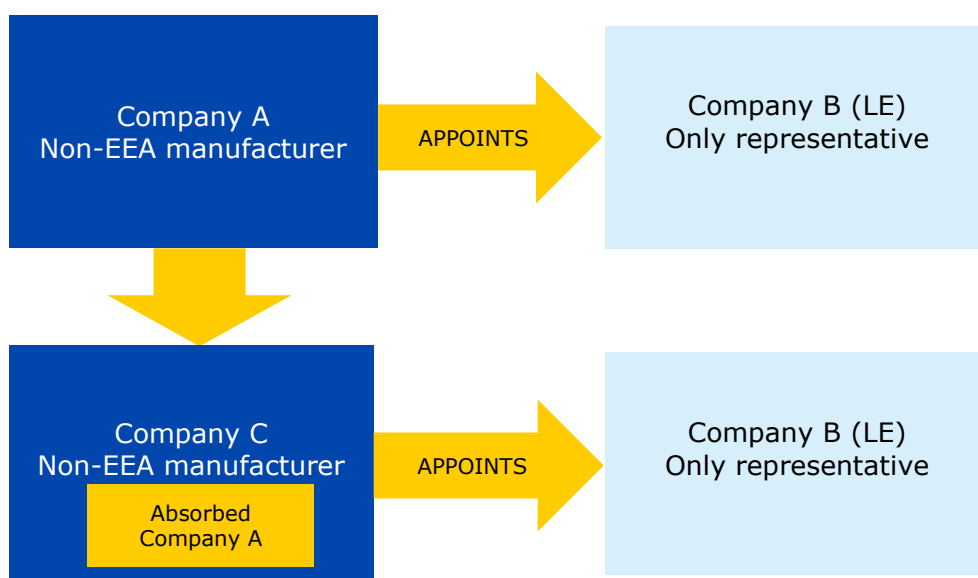 Company A
Non-EEA manufacturer
APPOINTS
Company B (LE)
Only representative
Company C
Non-EEA manufacturer
Absorbed
Company A
APPOINTS
Company B (LE)
Only representative